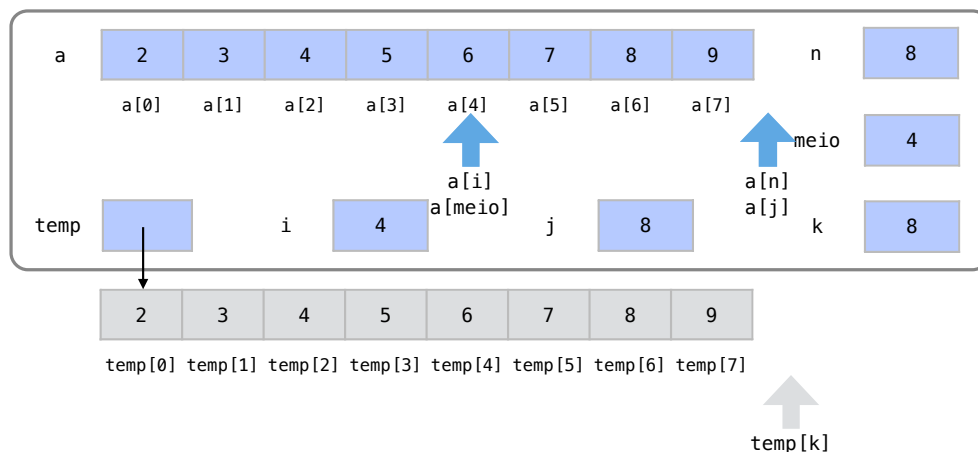 a 2 3 4 5 6 7 8 9 n 8
a[0] a[1] a[2] a[3] a[4] a[5] a[6] a[7]
meio 4
a[i] a[n]
a[meio] a[j]
temp i 4 j 8 k 8
2 3 4 5 6 7 8 9
temp[0] temp[1] temp[2] temp[3] temp[4] temp[5] temp[6] temp[7]
temp[k]